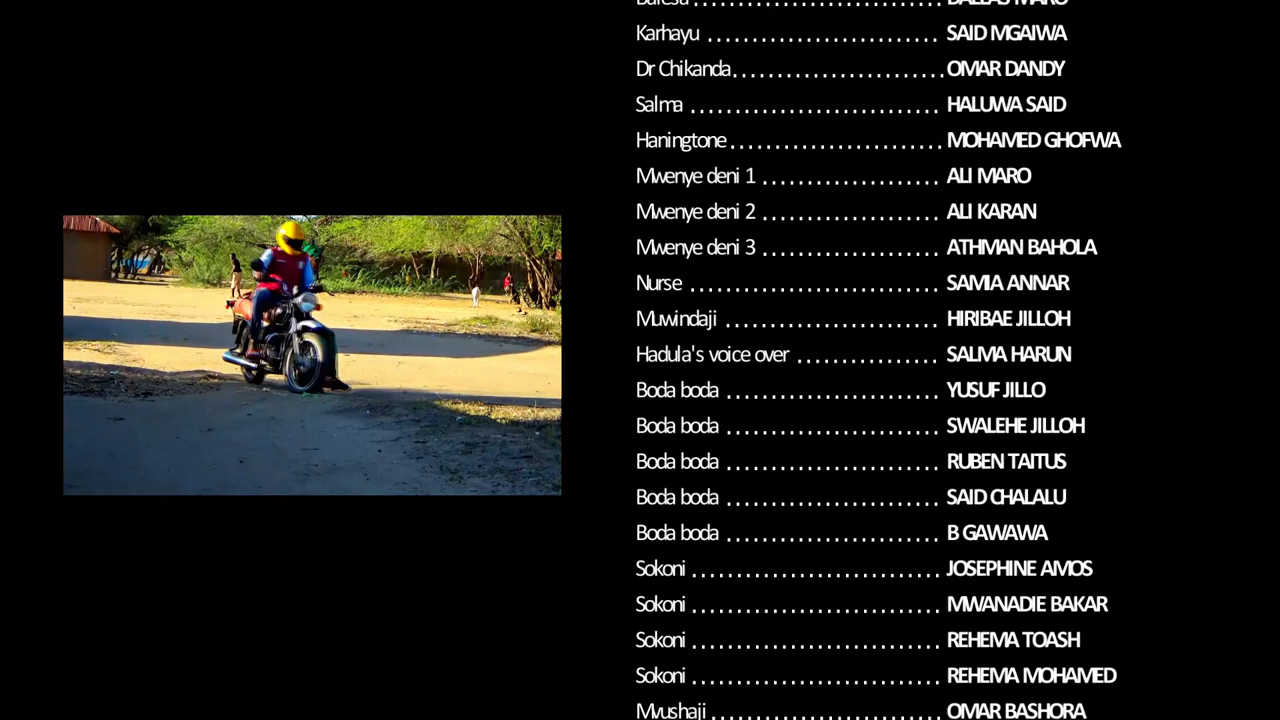 Karhayu ........................... SAID MGAIWA
Dr Chikanda........................ OMAR DANDY
Salma ............................. HALUWA SAID
Haningtone......................... MOHAMED GHOFWA
Mwenye deni 1 ..................... ALI MARO
Mwenye deni 2 ..................... ALI KARAN
Mwenye deni 3 ..................... ATHMAN BAHOLA
Nurse ............................. SAMIA ANNAR
Muwindaji ......................... HIRIBAE JILLOH
Hadula's voice over ................. SALMA HARUN
Boda boda ......................... YUSUF JILLO
Boda boda ......................... SWALEHE JILLOH
Boda boda ......................... RUBEN TAITUS
Boda boda ......................... SAID CHALALU
Boda boda ......................... B GAWAWA
Sokoni ............................ JOSEPHINE AMOS
Sokoni ............................ MWANADIE BAKAR
Sokoni ............................ REHEMA TOASH
Sokoni ............................ REHEMA MOHAMED
Mvushaji .......................... OMAR BASHORA